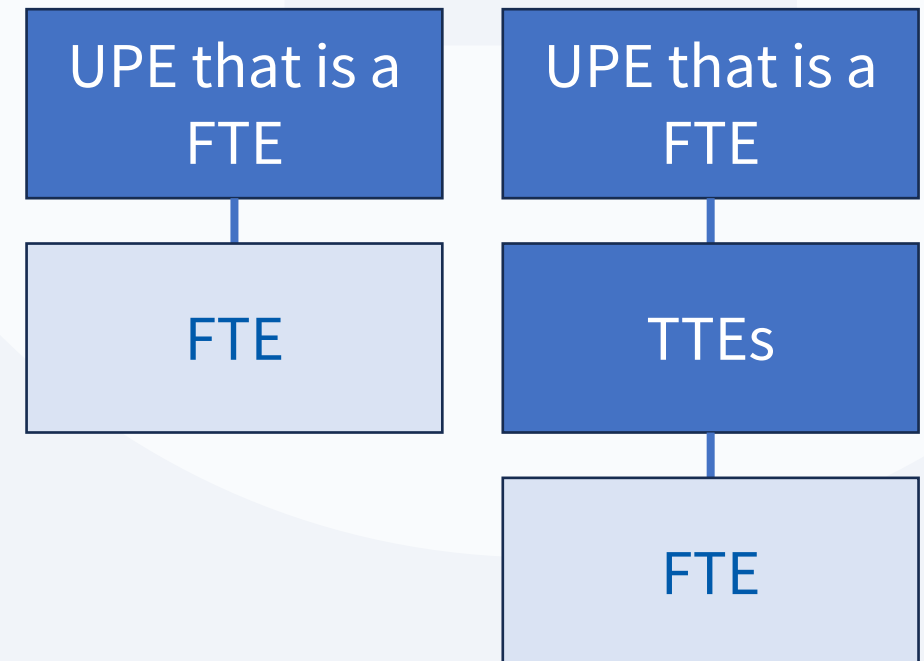 UPE that is a
FTE
FTE
UPE that is a
FTE
TTEs
FTE